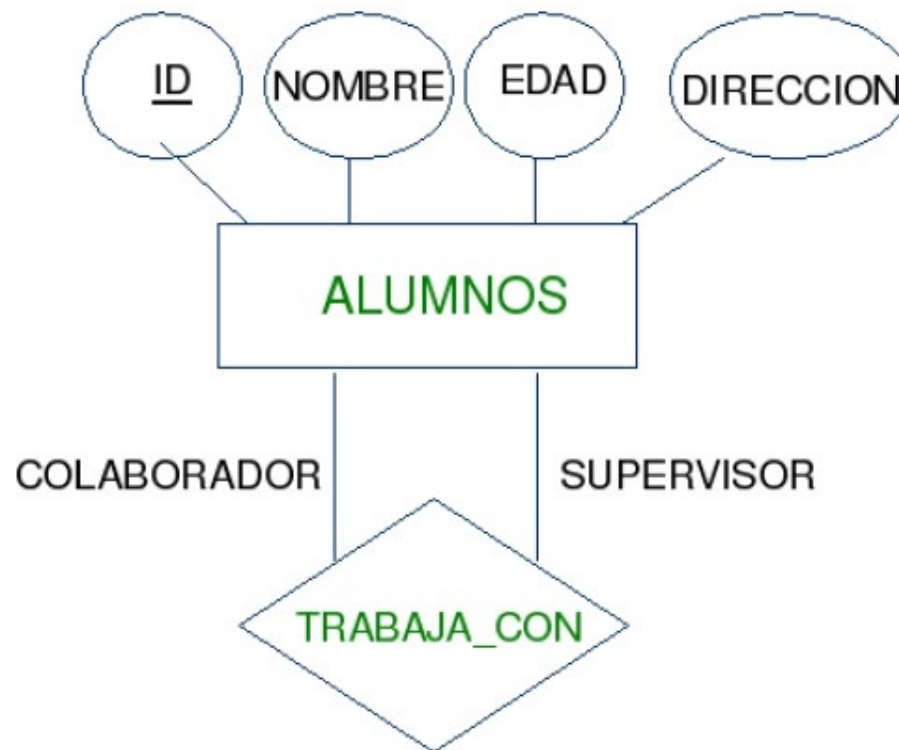 ID
NOMBRE
EDAD
DIRECCION
ALUMNOS
COLABORADOR
SUPERVISOR
TRABAJA_CON